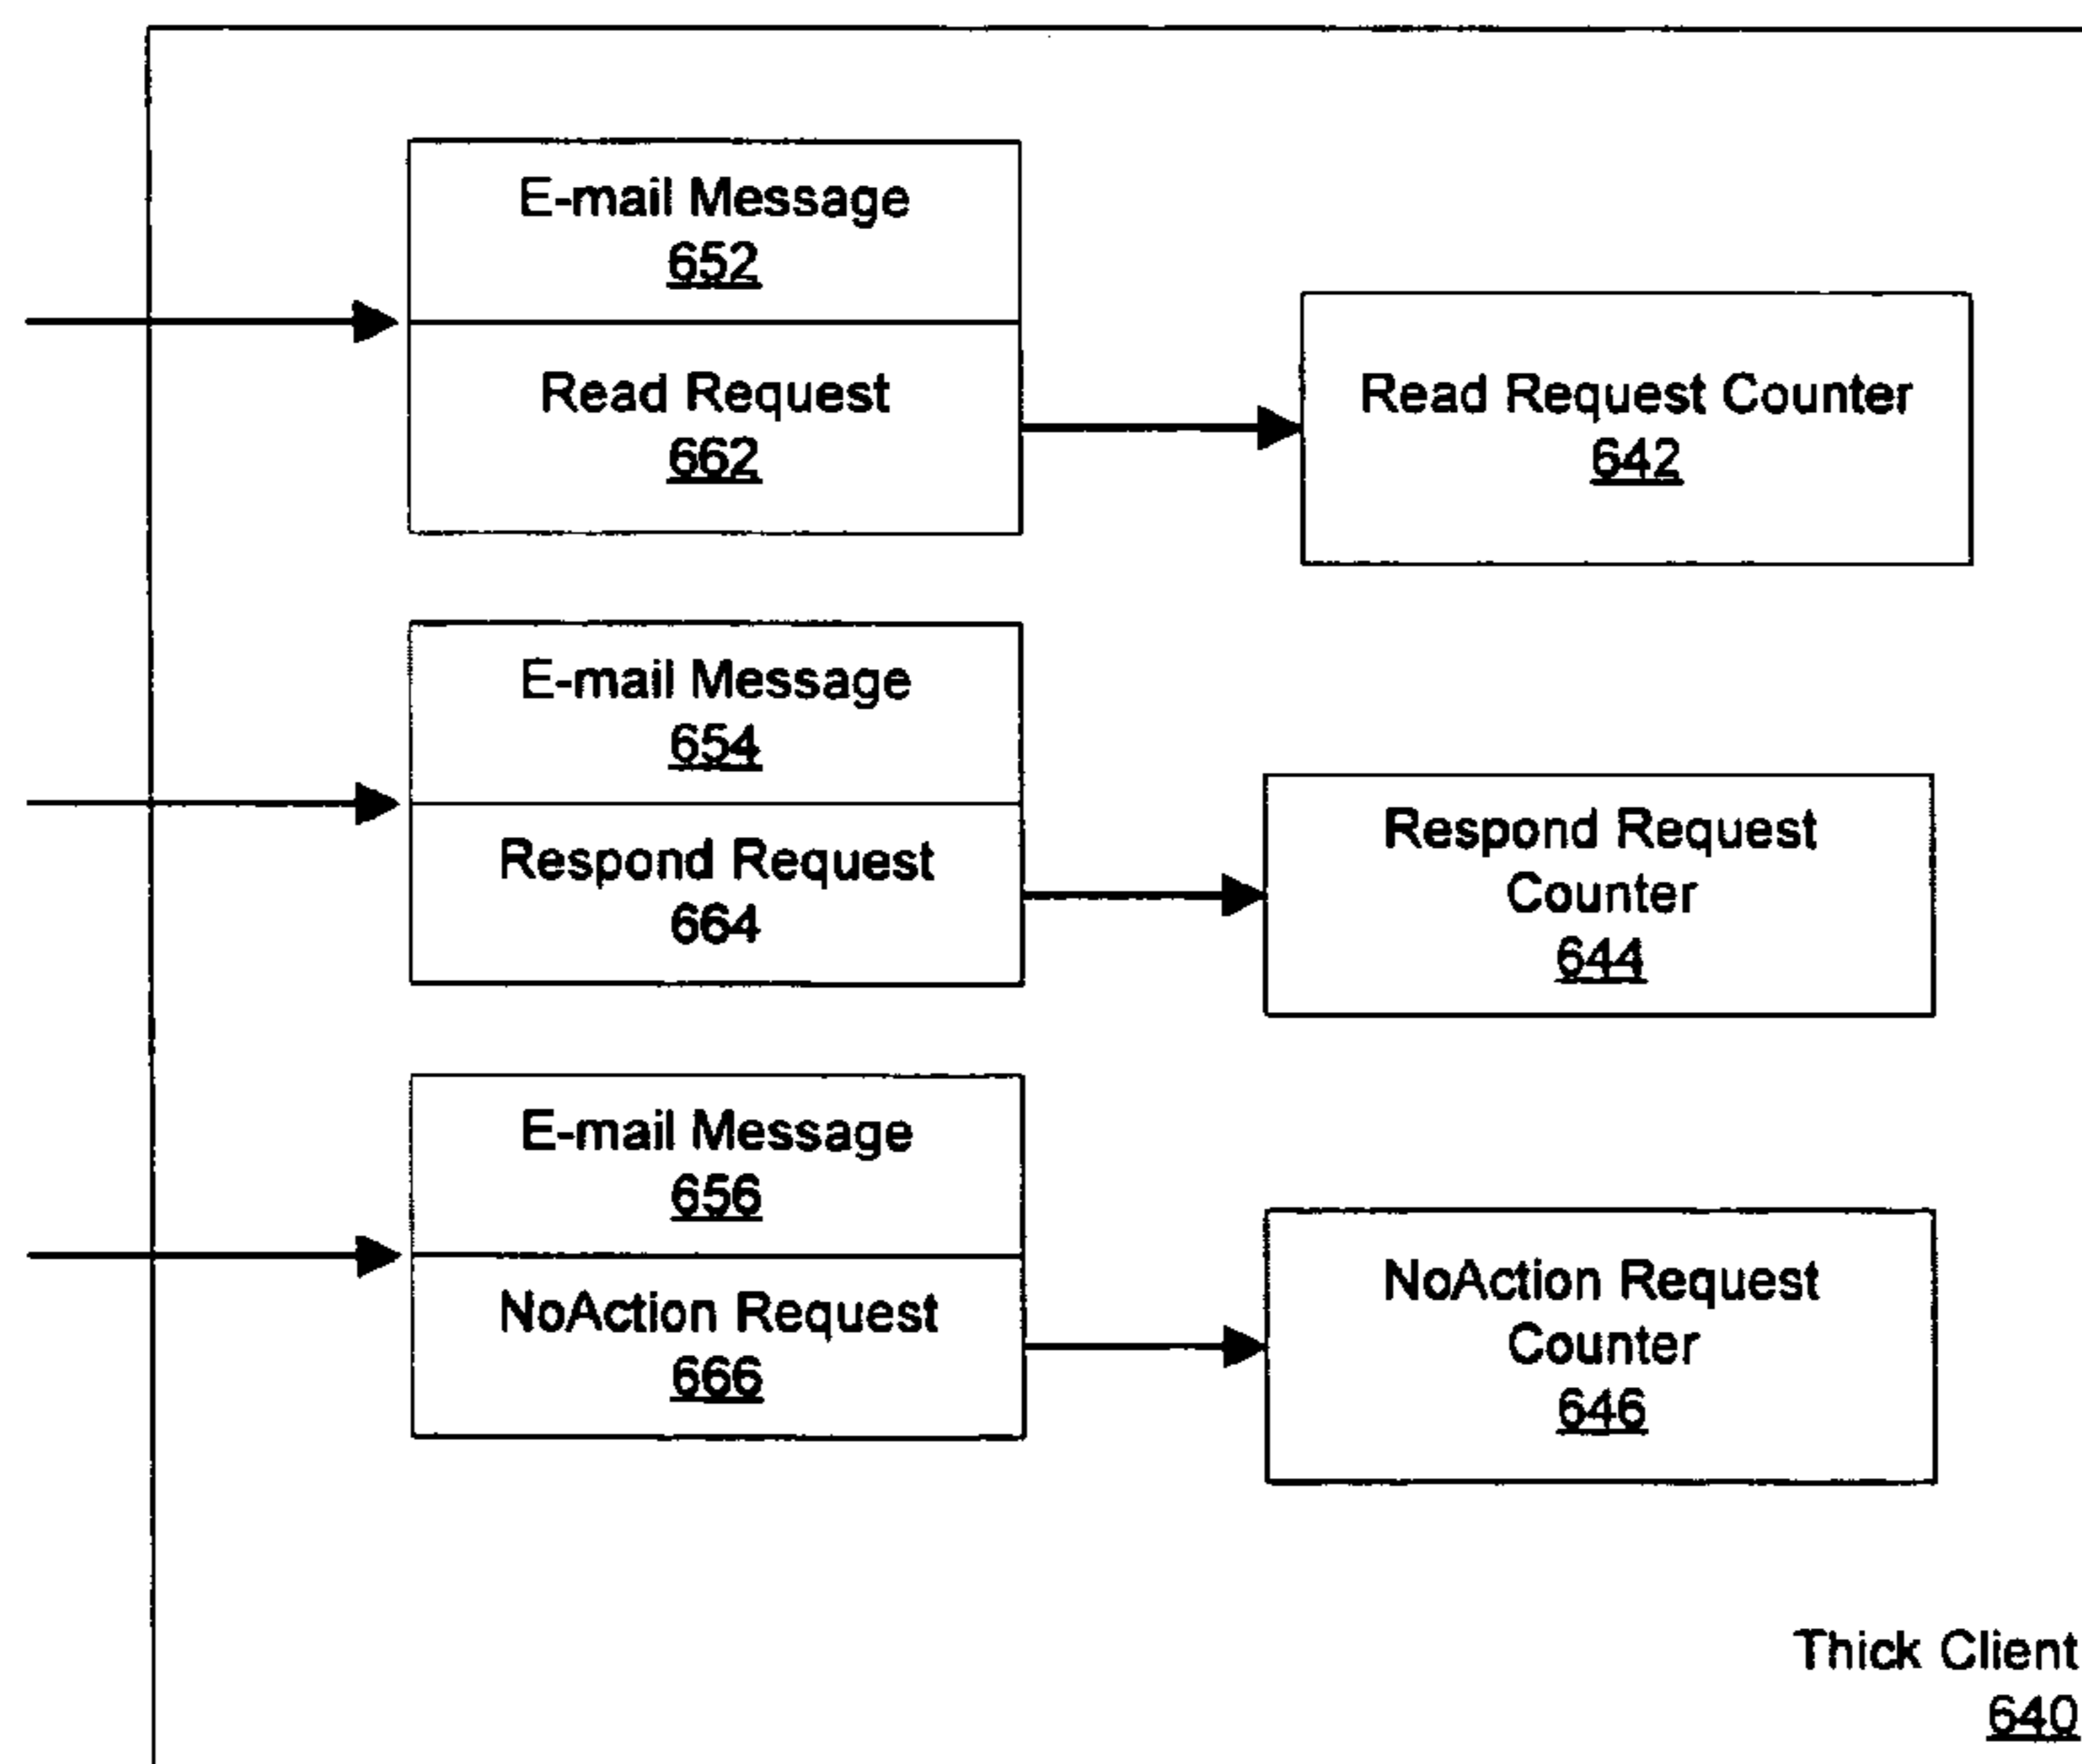 E-mail Message
652
Read Request
662
Read Request Counter
642
E-mail Message
654
Respond Request
664
Respond Request
Counter
644
E-mail Message
656
NoAction Request
666
NoAction Request
Counter
646
Thick Client
640